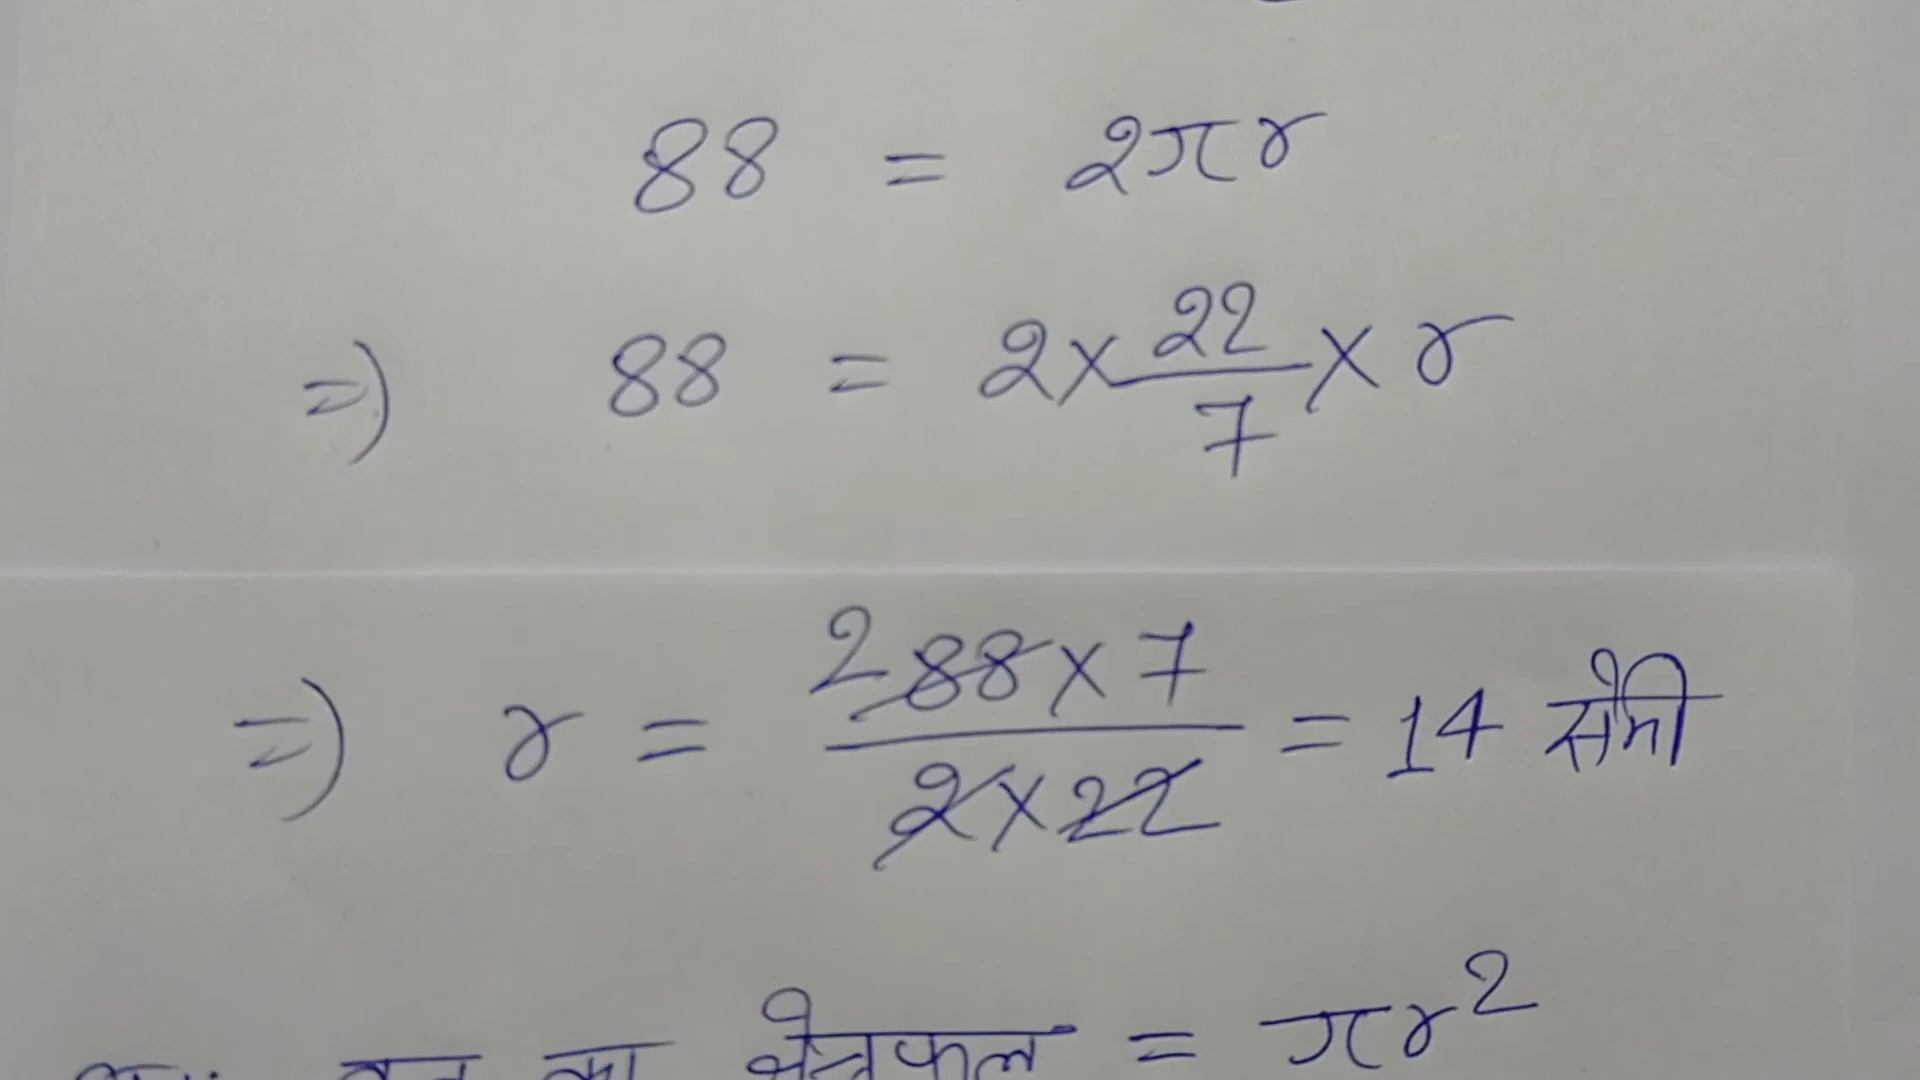 88 = 2πr
⇒ 88 = 2 × 22/7 × r
⇒ r = 2 88 × 7 / 2 × 22 = 14 सेमी
वृत्त का क्षेत्रफल = πr²